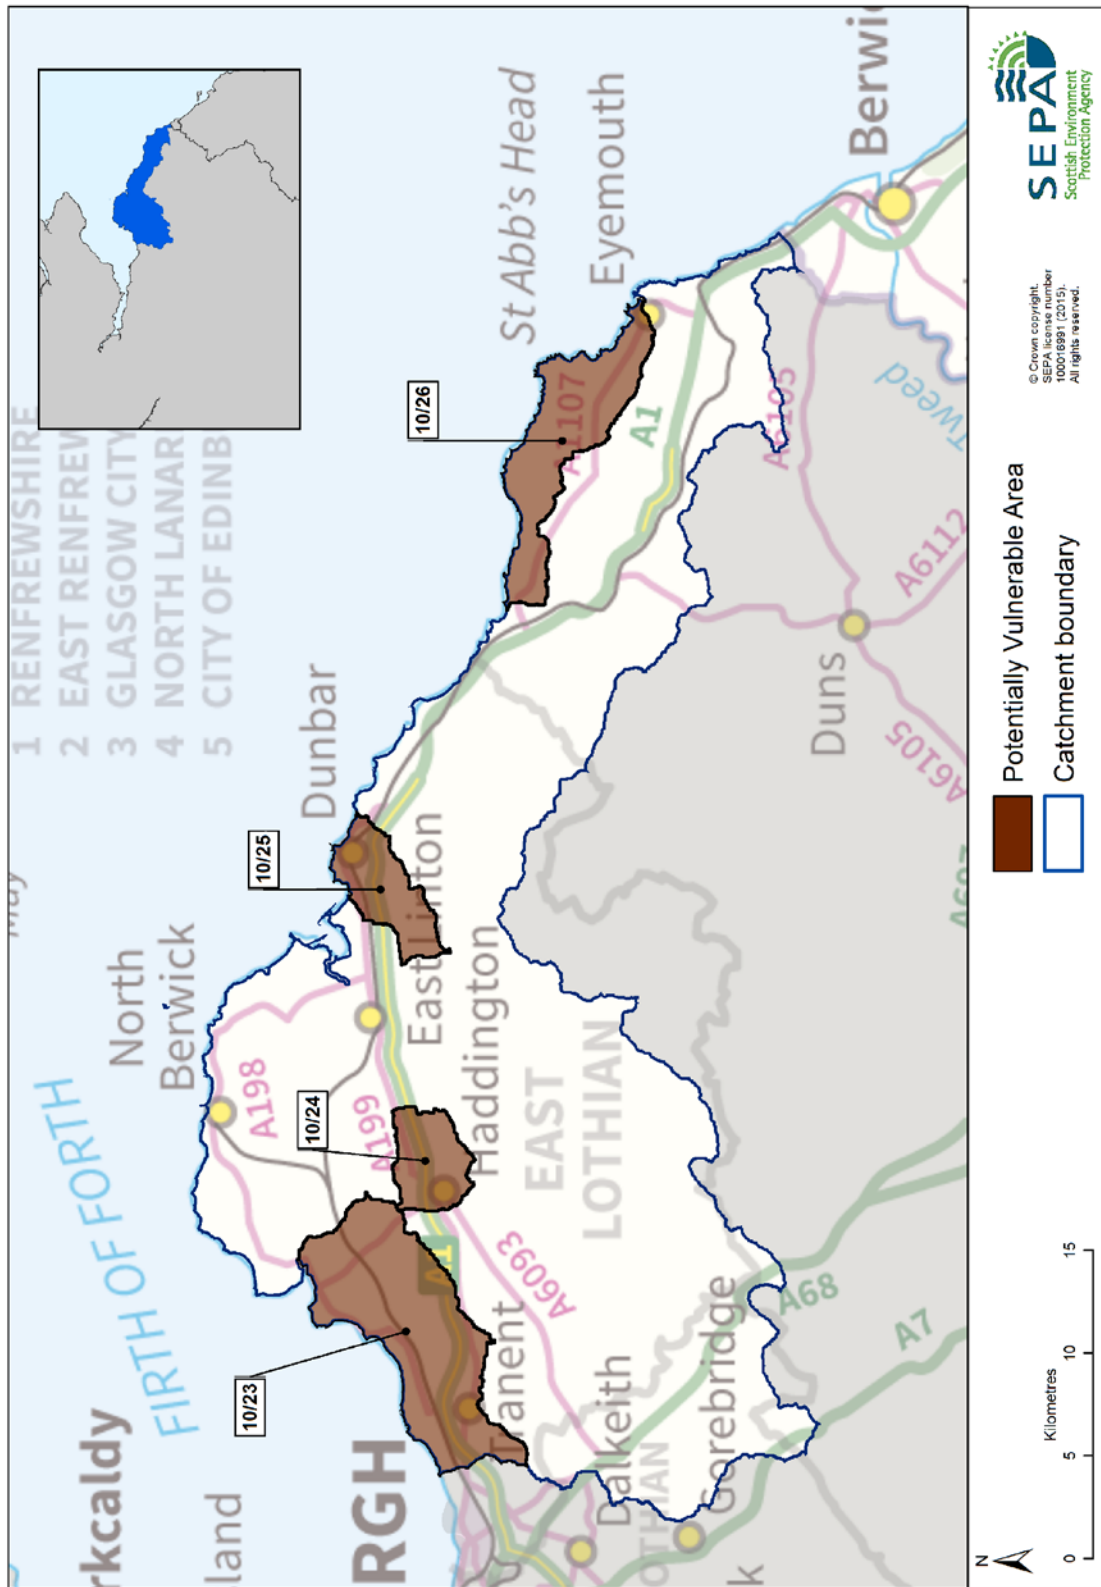 1 RENFREWSHIRE
2 EAST RENFREW
3 GLASGOW CITY
4 NORTH LANAR
5 CITY OF EDINB
rkcaldy
land
FIRTH OF FORTH
May
North
Berwick
Dunbar
St Abb's Head
Eyemouth
Berwi
10/23
10/24
10/25
10/26
A198
A199
A1
A1107
A1
East Linton
Haddington
RGH
Tranent
A6093
EAST
LOTHIAN
Dalkeith
OTHIAN
Gorebridge
k
A68
A7
Duns
A6105
A6105
A6112
A697
Tweed
N
Kilometres
0 5 10 15
Potentially Vulnerable Area
Catchment boundary
© Crown copyright.
SEPA license number
100016991 (2015).
All rights reserved.
SEPA
Scottish Environment
Protection Agency